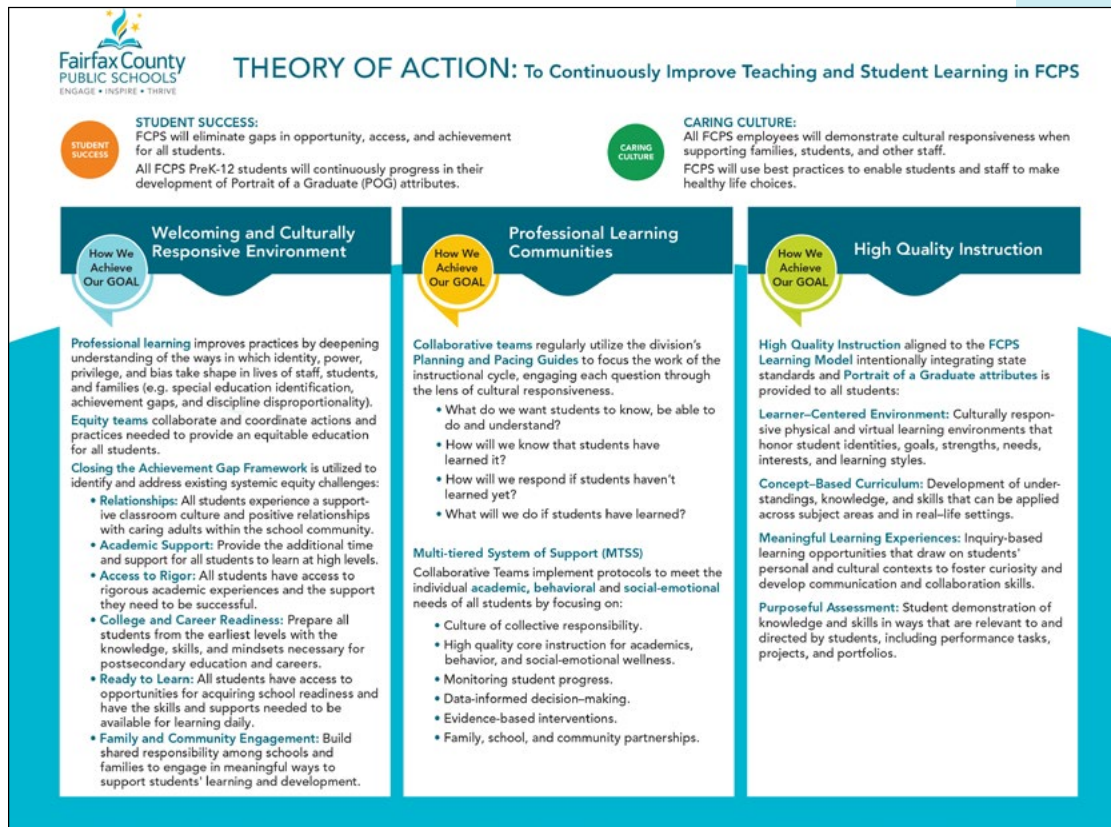 Fairfax County
PUBLIC SCHOOLS
ENGAGE • INSPIRE • THRIVE
THEORY OF ACTION: To Continuously Improve Teaching and Student Learning in FCPS
STUDENT SUCCESS
STUDENT SUCCESS:
FCPS will eliminate gaps in opportunity, access, and achievement
for all students.
All FCPS PreK-12 students will continuously progress in their
development of Portrait of a Graduate (POG) attributes.
CARING CULTURE
CARING CULTURE:
All FCPS employees will demonstrate cultural responsiveness when
supporting families, students, and other staff.
FCPS will use best practices to enable students and staff to make
healthy life choices.
How We
Achieve
Our GOAL
Welcoming and Culturally
Responsive Environment
Professional learning improves practices by deepening
understanding of the ways in which identity, power,
privilege, and bias take shape in lives of staff, students,
and families (e.g. special education identification,
achievement gaps, and discipline disproportionality).
Equity teams collaborate and coordinate actions and
practices needed to provide an equitable education
for all students.
Closing the Achievement Gap Framework is utilized to
identify and address existing systemic equity challenges:
• Relationships: All students experience a support-
ive classroom culture and positive relationships
with caring adults within the school community.
• Academic Support: Provide the additional time
and support for all students to learn at high levels.
• Access to Rigor: All students have access to
rigorous academic experiences and the support
they need to be successful.
• College and Career Readiness: Prepare all
students from the earliest levels with the
knowledge, skills, and mindsets necessary for
postsecondary education and careers.
• Ready to Learn: All students have access to
opportunities for acquiring school readiness and
have the skills and supports needed to be
available for learning daily.
• Family and Community Engagement: Build
shared responsibility among schools and
families to engage in meaningful ways to
support students' learning and development.
How We
Achieve
Our GOAL
Professional Learning
Communities
Collaborative teams regularly utilize the division's
Planning and Pacing Guides to focus the work of the
instructional cycle, engaging each question through
the lens of cultural responsiveness.
• What do we want students to know, be able to
do and understand?
• How will we know that students have
learned it?
• How will we respond if students haven't
learned yet?
• What will we do if students have learned?
Multi-tiered System of Support (MTSS)
Collaborative Teams implement protocols to meet the
individual academic, behavioral and social-emotional
needs of all students by focusing on:
• Culture of collective responsibility.
• High quality core instruction for academics,
behavior, and social-emotional wellness.
• Monitoring student progress.
• Data-informed decision–making.
• Evidence-based interventions.
• Family, school, and community partnerships.
How We
Achieve
Our GOAL
High Quality Instruction
High Quality Instruction aligned to the FCPS
Learning Model intentionally integrating state
standards and Portrait of a Graduate attributes is
provided to all students:
Learner–Centered Environment: Culturally respon-
sive physical and virtual learning environments that
honor student identities, goals, strengths, needs,
interests, and learning styles.
Concept–Based Curriculum: Development of under-
standings, knowledge, and skills that can be applied
across subject areas and in real–life settings.
Meaningful Learning Experiences: Inquiry-based
learning opportunities that draw on students'
personal and cultural contexts to foster curiosity and
develop communication and collaboration skills.
Purposeful Assessment: Student demonstration of
knowledge and skills in ways that are relevant to and
directed by students, including performance tasks,
projects, and portfolios.